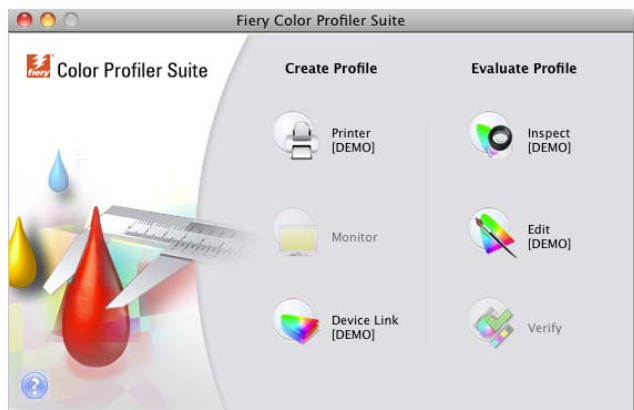 Fiery Color Profiler Suite
fiery Color Profiler Suite
Create Profile
Printer
[DEMO]
Monitor
Device Link
[DEMO]
Evaluate Profile
Inspect
[DEMO]
Edit
[DEMO]
Verify
?